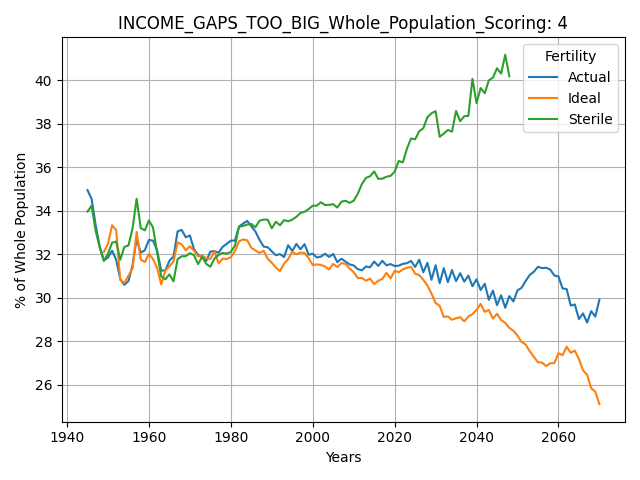 INCOME_GAPS_TOO_BIG_Whole_Population_Scoring: 4
Fertility
Actual
Ideal
Sterile
% of Whole Population
40
38
36
34
32
30
28
26
1940 1960 1980 2000 2020 2040 2060
Years